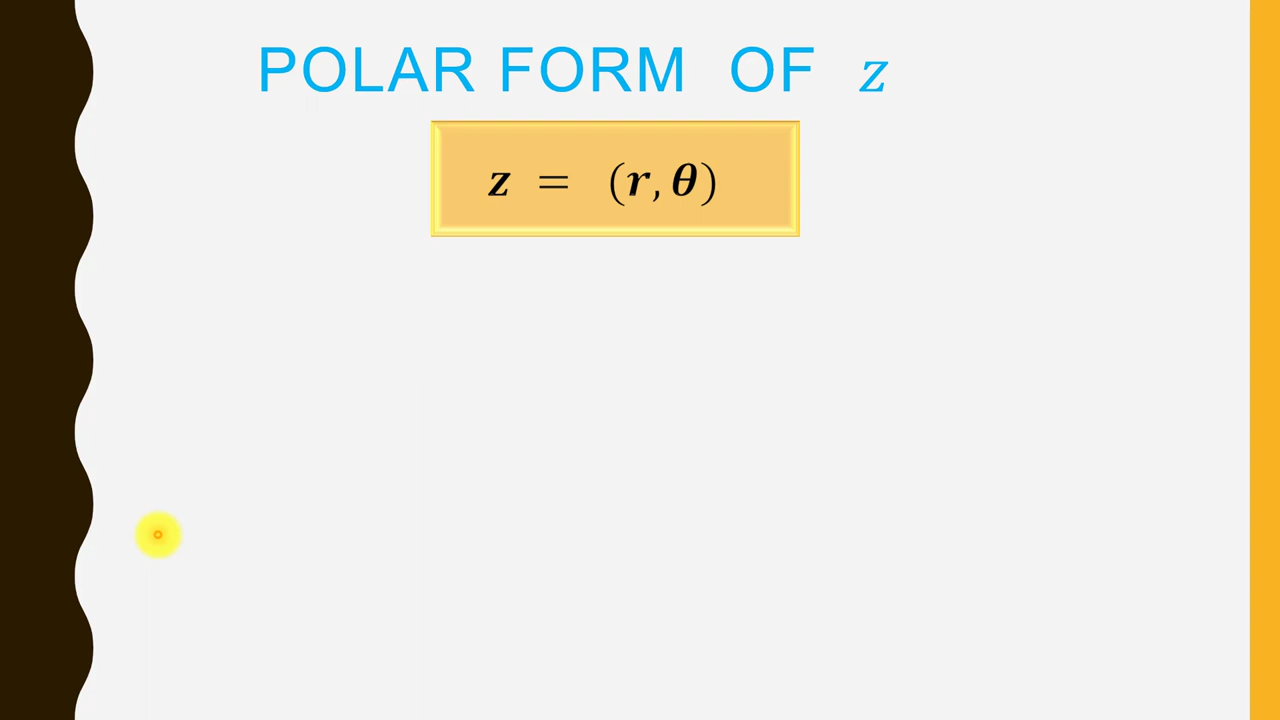 POLAR FORM OF z
z = (r, θ)